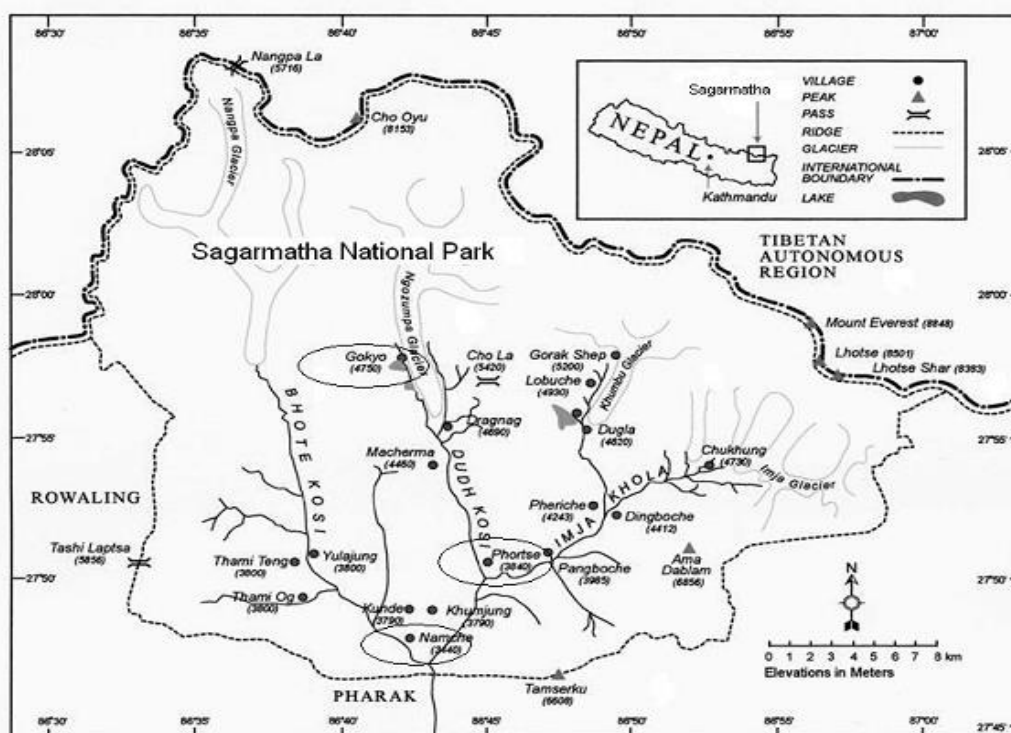 86°30' 86°35' 86°40' 86°45' 86°50' 86°55' 87°00'
Nangpa La
(5716)
Nangpa Glacier
Cho Oyu
(8153)
28°05'
Sagarmatha
NEPAL
Kathmandu
VILLAGE
PEAK
PASS
RIDGE
GLACIER
INTERNATIONAL
BOUNDARY
LAKE
28°05'
Sagarmatha National Park
TIBETAN
AUTONOMOUS
REGION
28°00'
28°00'
Ngozumpa Glacier
Mount Everest (8848)
Lhotse (8501)
Lhotse Shar (8383)
Gokyo
(4750)
Cho La
(5420)
Gorak Shep
(5200)
Lobuche
(4930)
Khumbu Glacier
BHOTE KOSI
27°55'
Dragnag
(4690)
Dugla
(4620)
27°55'
Macherma
(4460)
DUDH KOSI
Chukhung
(4730)
Imja Glacier
ROWALING
IMJA KHOLA
Pheriche
(4243)
Dingboche
(4412)
Tashi Laptsa
(5856)
Thami Teng
(3800)
Yulajung
(3800)
Phortse
(3840)
Pangboche
(3985)
Ama
Dablam
(6856)
27°50'
27°50'
Thami Og
(3800)
Kunde
(3790)
Khumjung
(3790)
N
Namche
(3440)
0 1 2 3 4 6 8 km
Elevations in Meters
PHARAK
Tamserku
(6608)
27°45'
86°30' 86°35' 86°40' 86°45' 86°50' 86°55' 87°00'